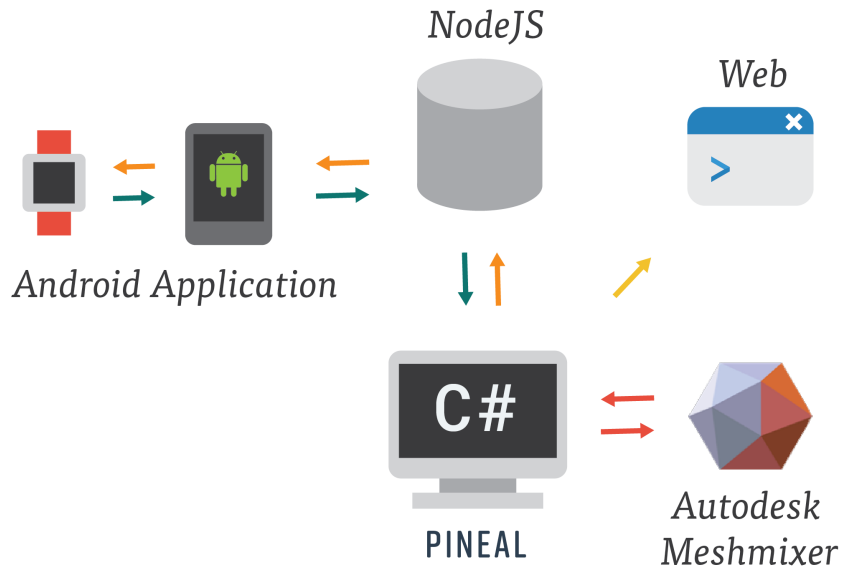 NodeJS
Web
>
Android Application
C#
PINEAL
Autodesk
Meshmixer